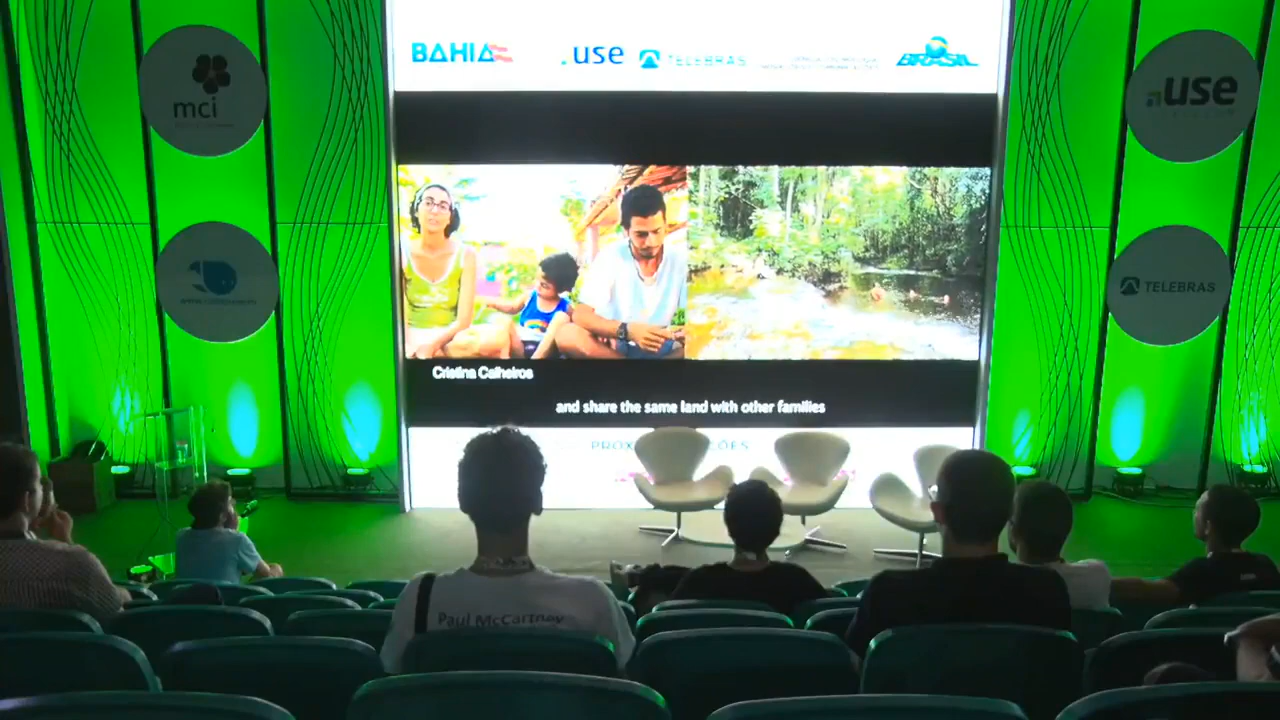 BAHIA
.use
TELEBRAS
BRASIL
mci
use
TELEBRAS
Cristina Calheiros
and share the same land with other families
Paul McCartney